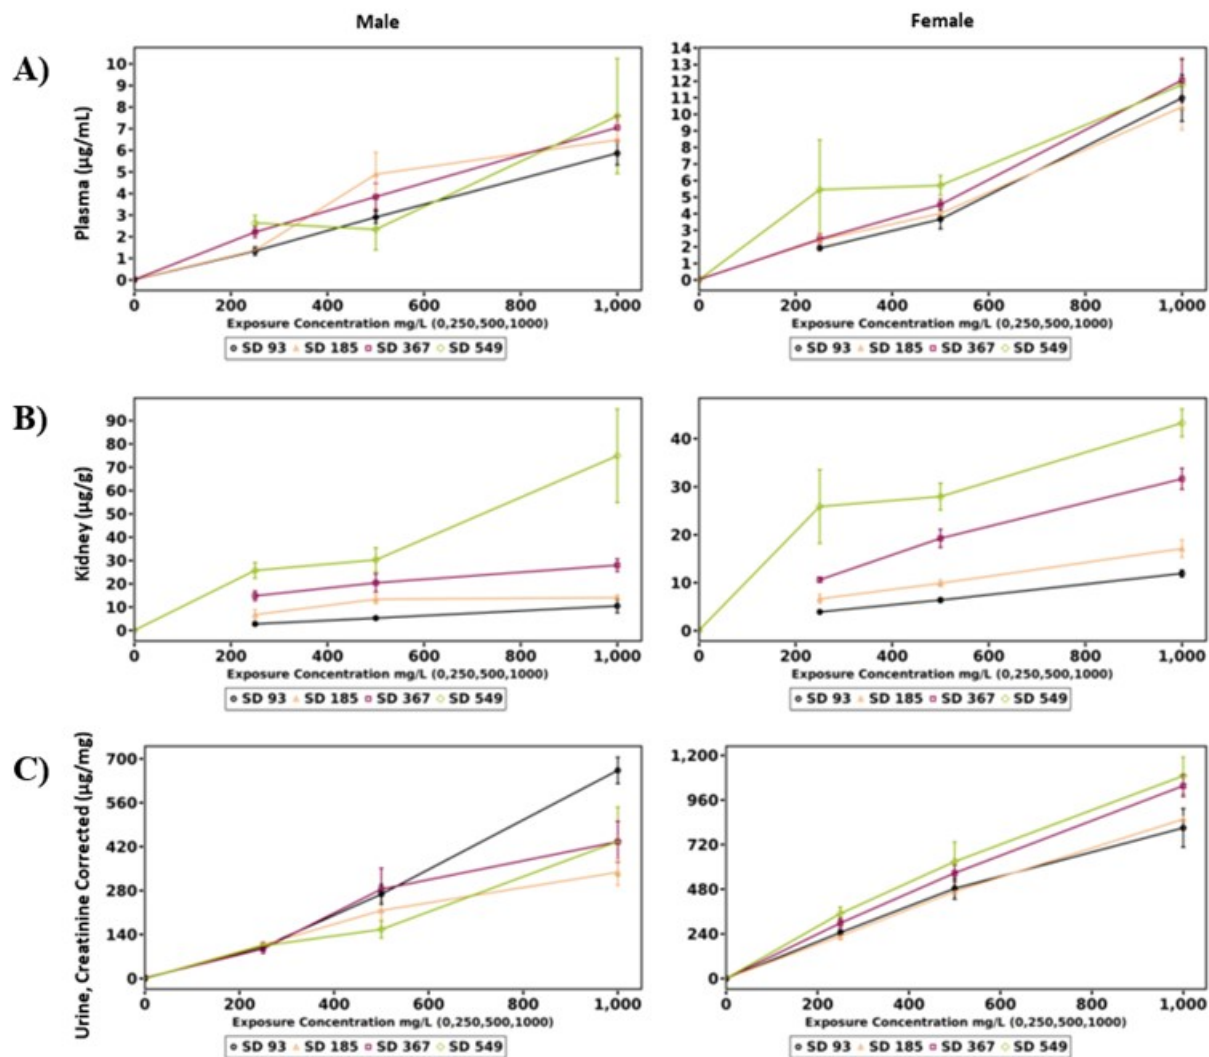 Male
Female
A)
Plasma (µg/mL)
10
9
8
7
6
5
4
3
2
1
0
0 200 400 600 800 1,000
Exposure Concentration mg/L (0,250,500,1000)
SD 93 SD 185 SD 367 SD 549
14
13
12
11
10
9
8
7
6
5
4
3
2
1
0
0 200 400 600 800 1,000
Exposure Concentration mg/L (0,250,500,1000)
SD 93 SD 185 SD 367 SD 549
B)
Kidney (µg/g)
90
80
70
60
50
40
30
20
10
0
0 200 400 600 800 1,000
Exposure Concentration mg/L (0,250,500,1000)
SD 93 SD 185 SD 367 SD 549
40
30
20
10
0
0 200 400 600 800 1,000
Exposure Concentration mg/L (0,250,500,1000)
SD 93 SD 185 SD 367 SD 549
C)
Urine, Creatinine Corrected (µg/mg)
700
560
420
280
140
0
0 200 400 600 800 1,000
Exposure Concentration mg/L (0,250,500,1000)
SD 93 SD 185 SD 367 SD 549
1,200
960
720
480
240
0
0 200 400 600 800 1,000
Exposure Concentration mg/L (0,250,500,1000)
SD 93 SD 185 SD 367 SD 549